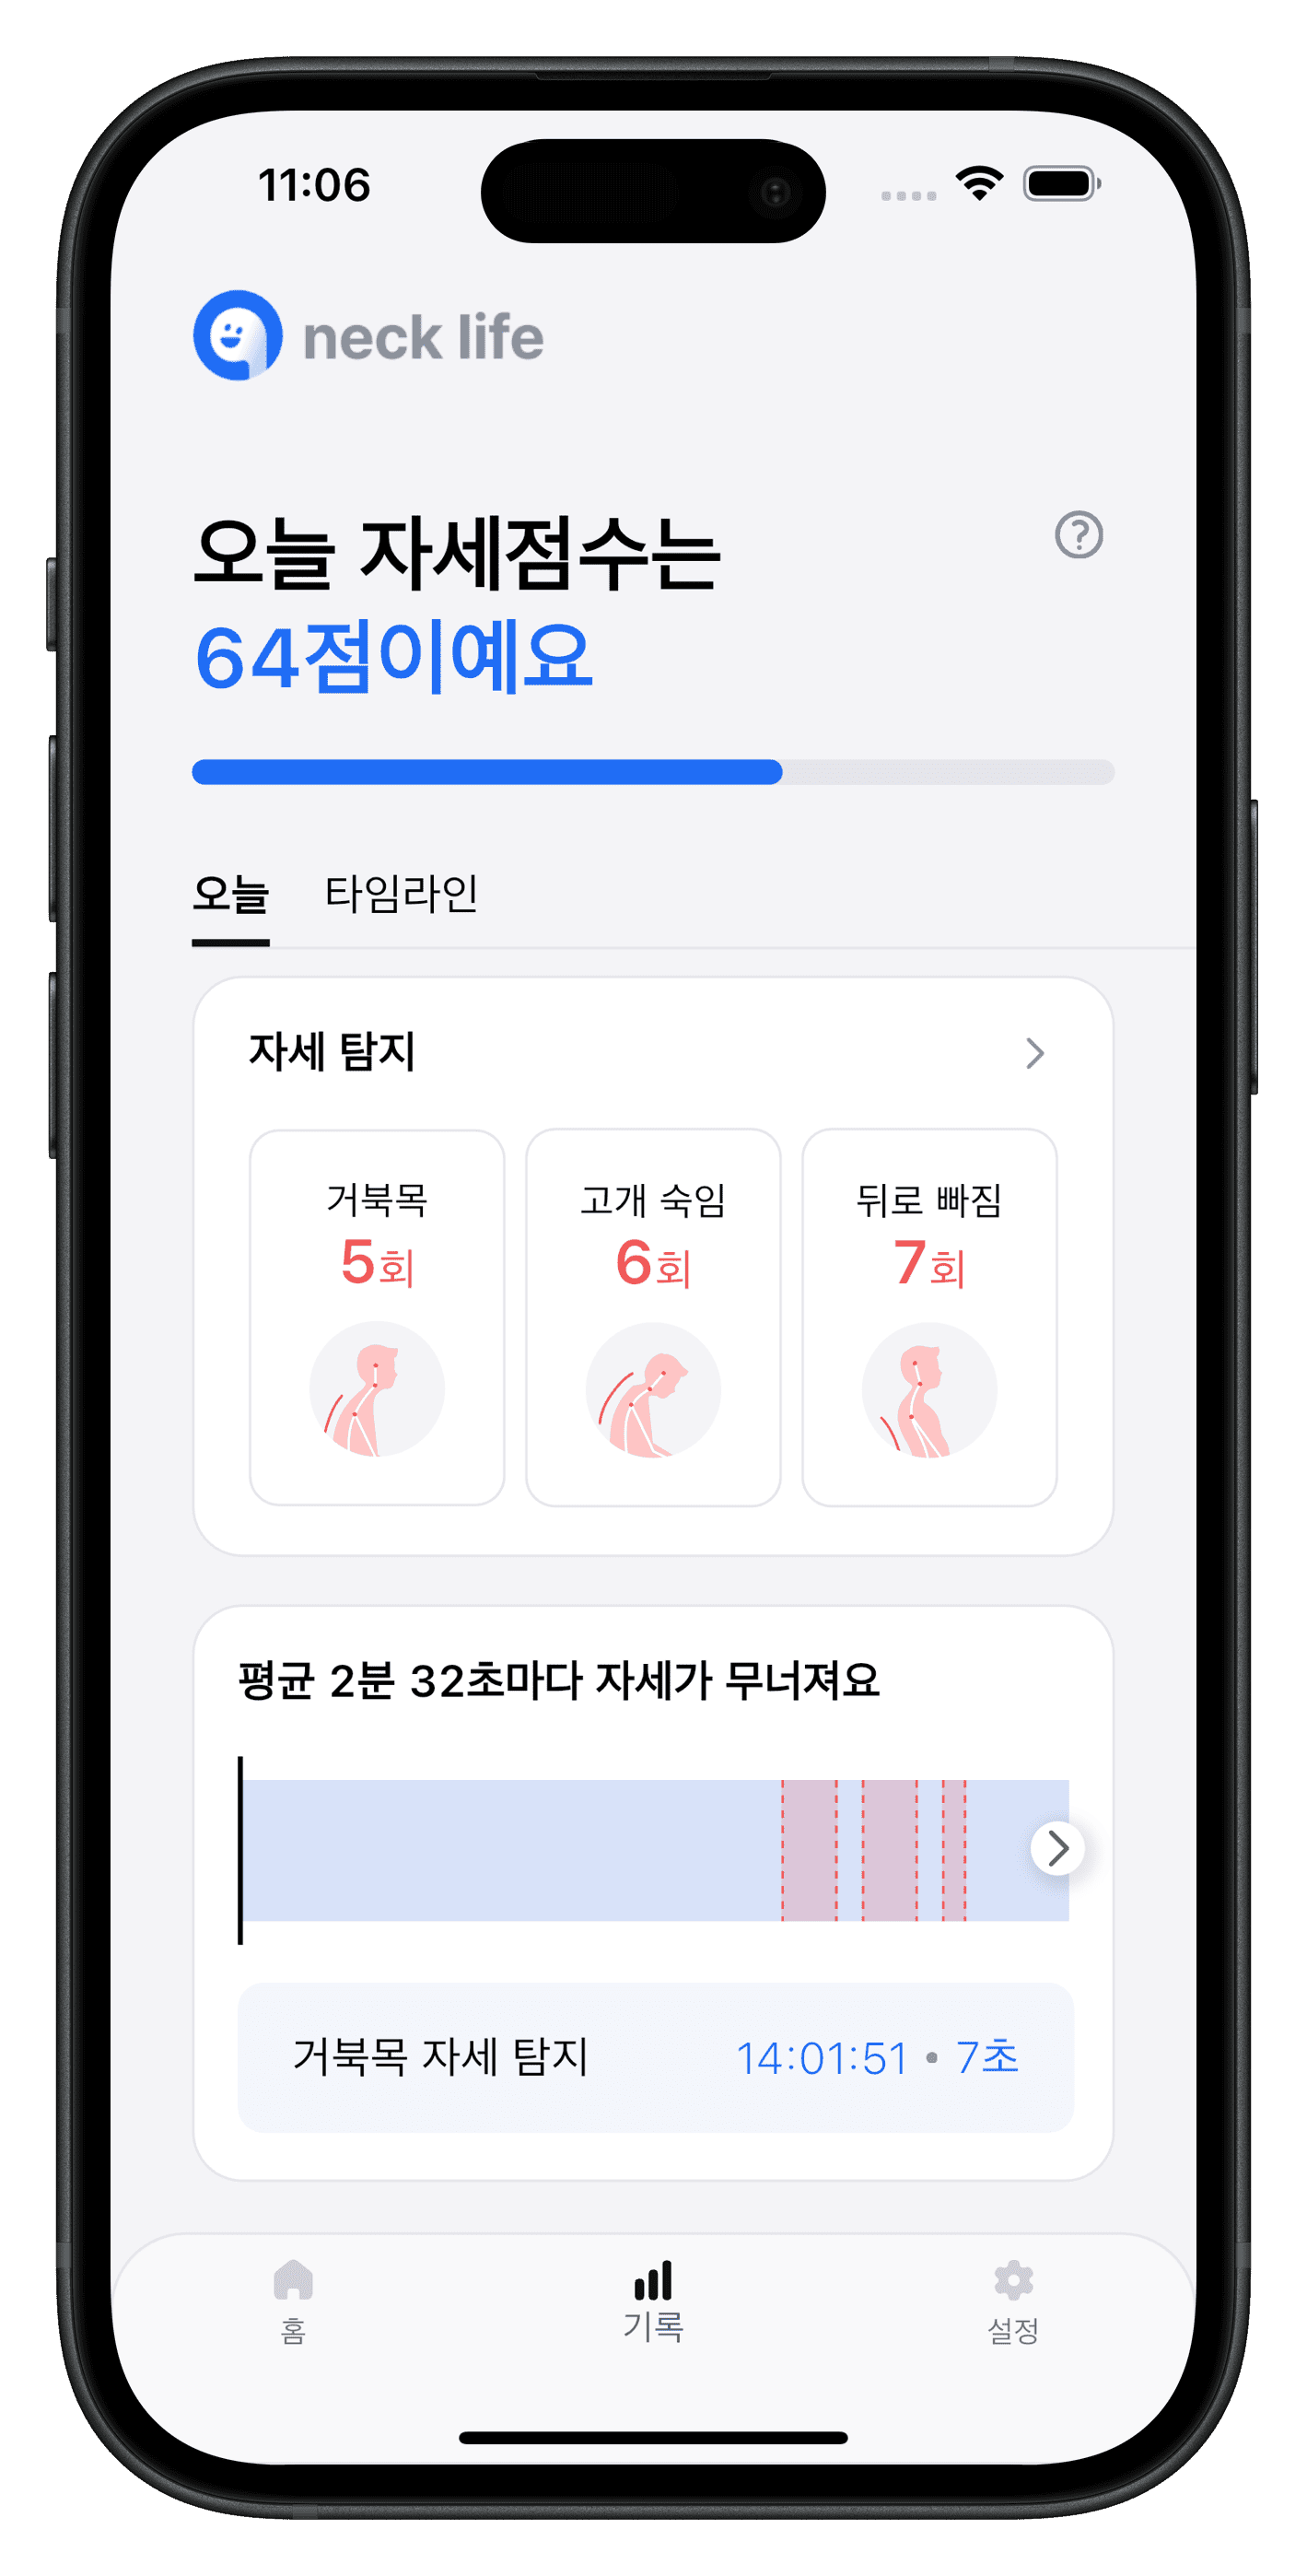 11:06
neck life
오늘 자세점수는
64점이예요
오늘 타임라인
자세 탐지
거북목 고개 숙임 뒤로 빠짐
5회 6회 7회
평균 2분 32초마다 자세가 무너져요
거북목 자세 탐지 14:01:51 • 7초
홈 기록 설정